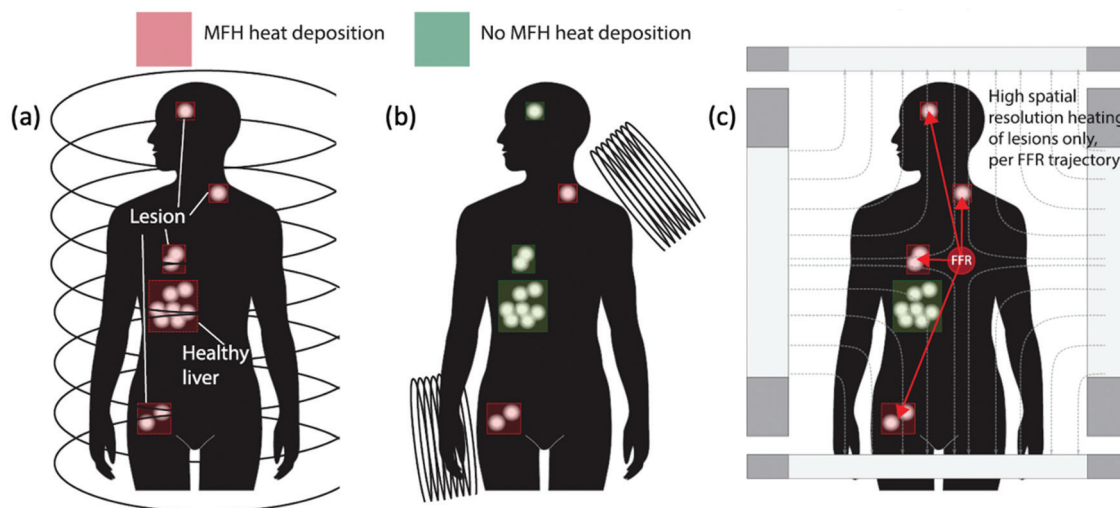 MFH heat deposition
No MFH heat deposition
(a)
Lesion
Healthy
liver
(b)
(c)
High spatial
resolution heating
of lesions only,
per FFR trajectory
FFR